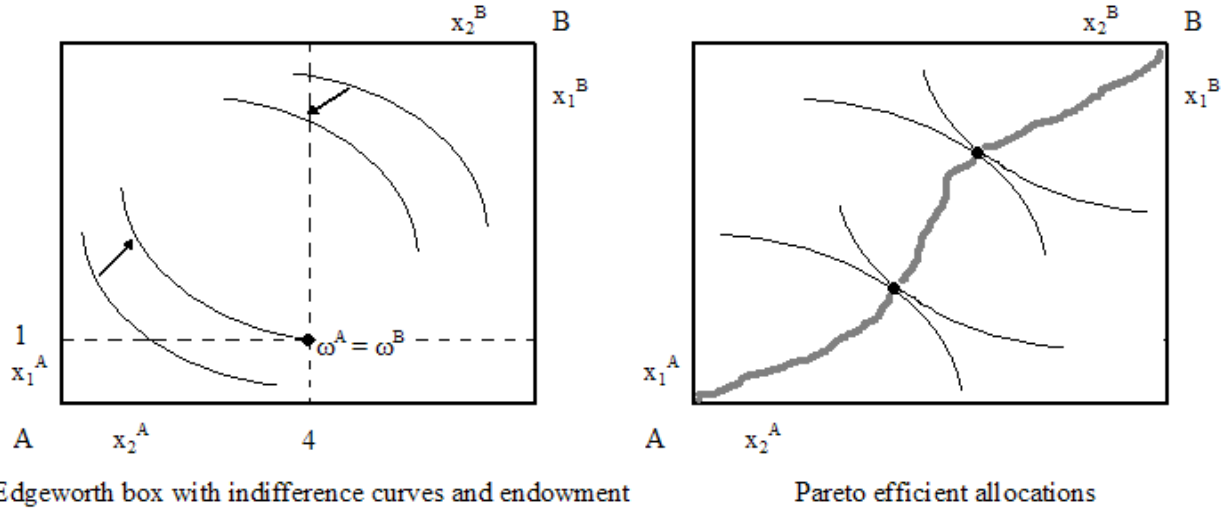 x₂ᴮ B
x₁ᴮ
1
ωᴬ = ωᴮ
x₁ᴬ
A x₂ᴬ 4
Edgeworth box with indifference curves and endowment
x₂ᴮ B
x₁ᴮ
x₁ᴬ
A x₂ᴬ
Pareto efficient allocations